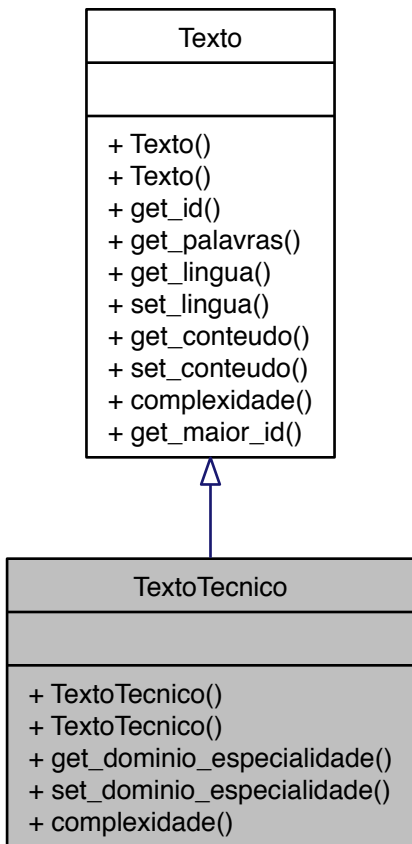 Texto
+ Texto()
+ Texto()
+ get_id()
+ get_palavras()
+ get_lingua()
+ set_lingua()
+ get_conteudo()
+ set_conteudo()
+ complexidade()
+ get_maior_id()
TextoTecnico
+ TextoTecnico()
+ TextoTecnico()
+ get_dominio_especialidade()
+ set_dominio_especialidade()
+ complexidade()